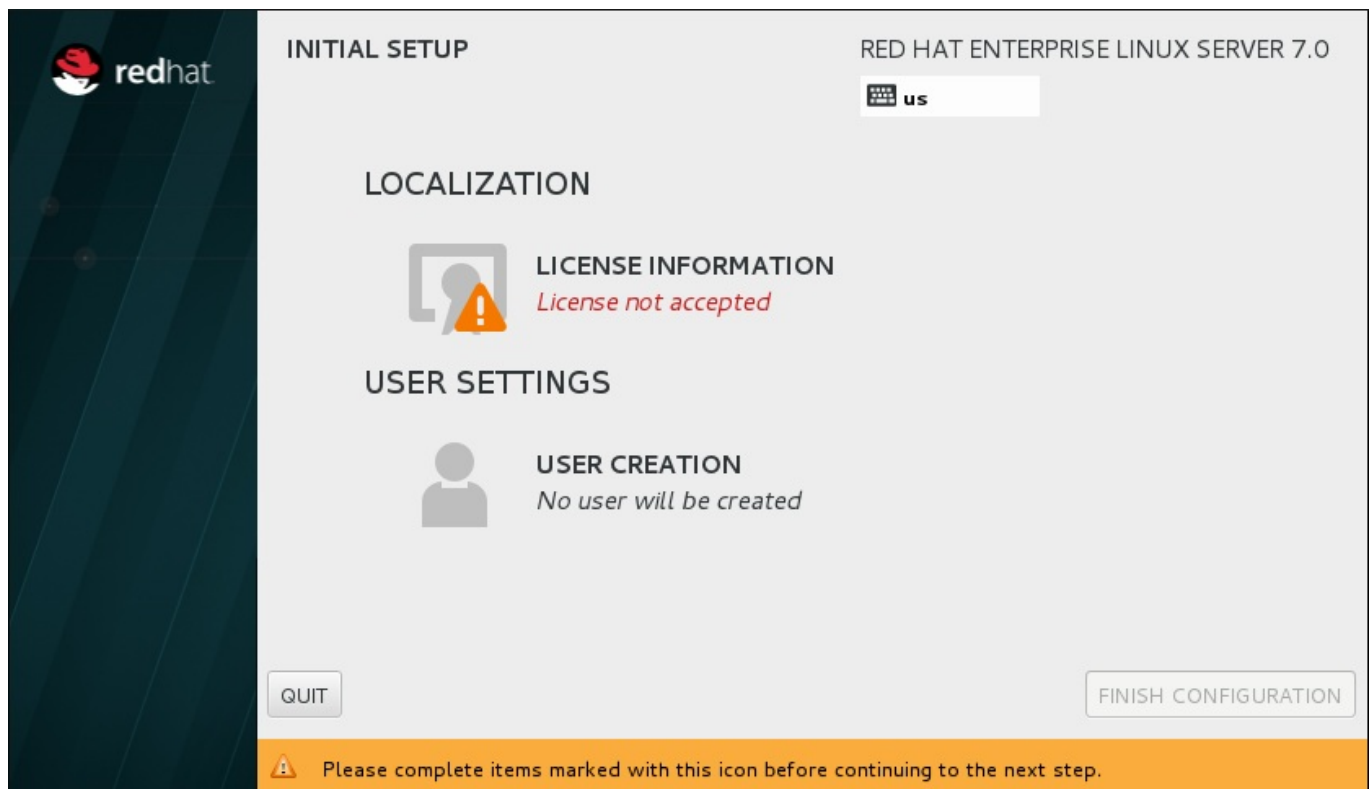 redhat.
INITIAL SETUP
RED HAT ENTERPRISE LINUX SERVER 7.0
us
LOCALIZATION
LICENSE INFORMATION
License not accepted
USER SETTINGS
USER CREATION
No user will be created
QUIT
FINISH CONFIGURATION
Please complete items marked with this icon before continuing to the next step.